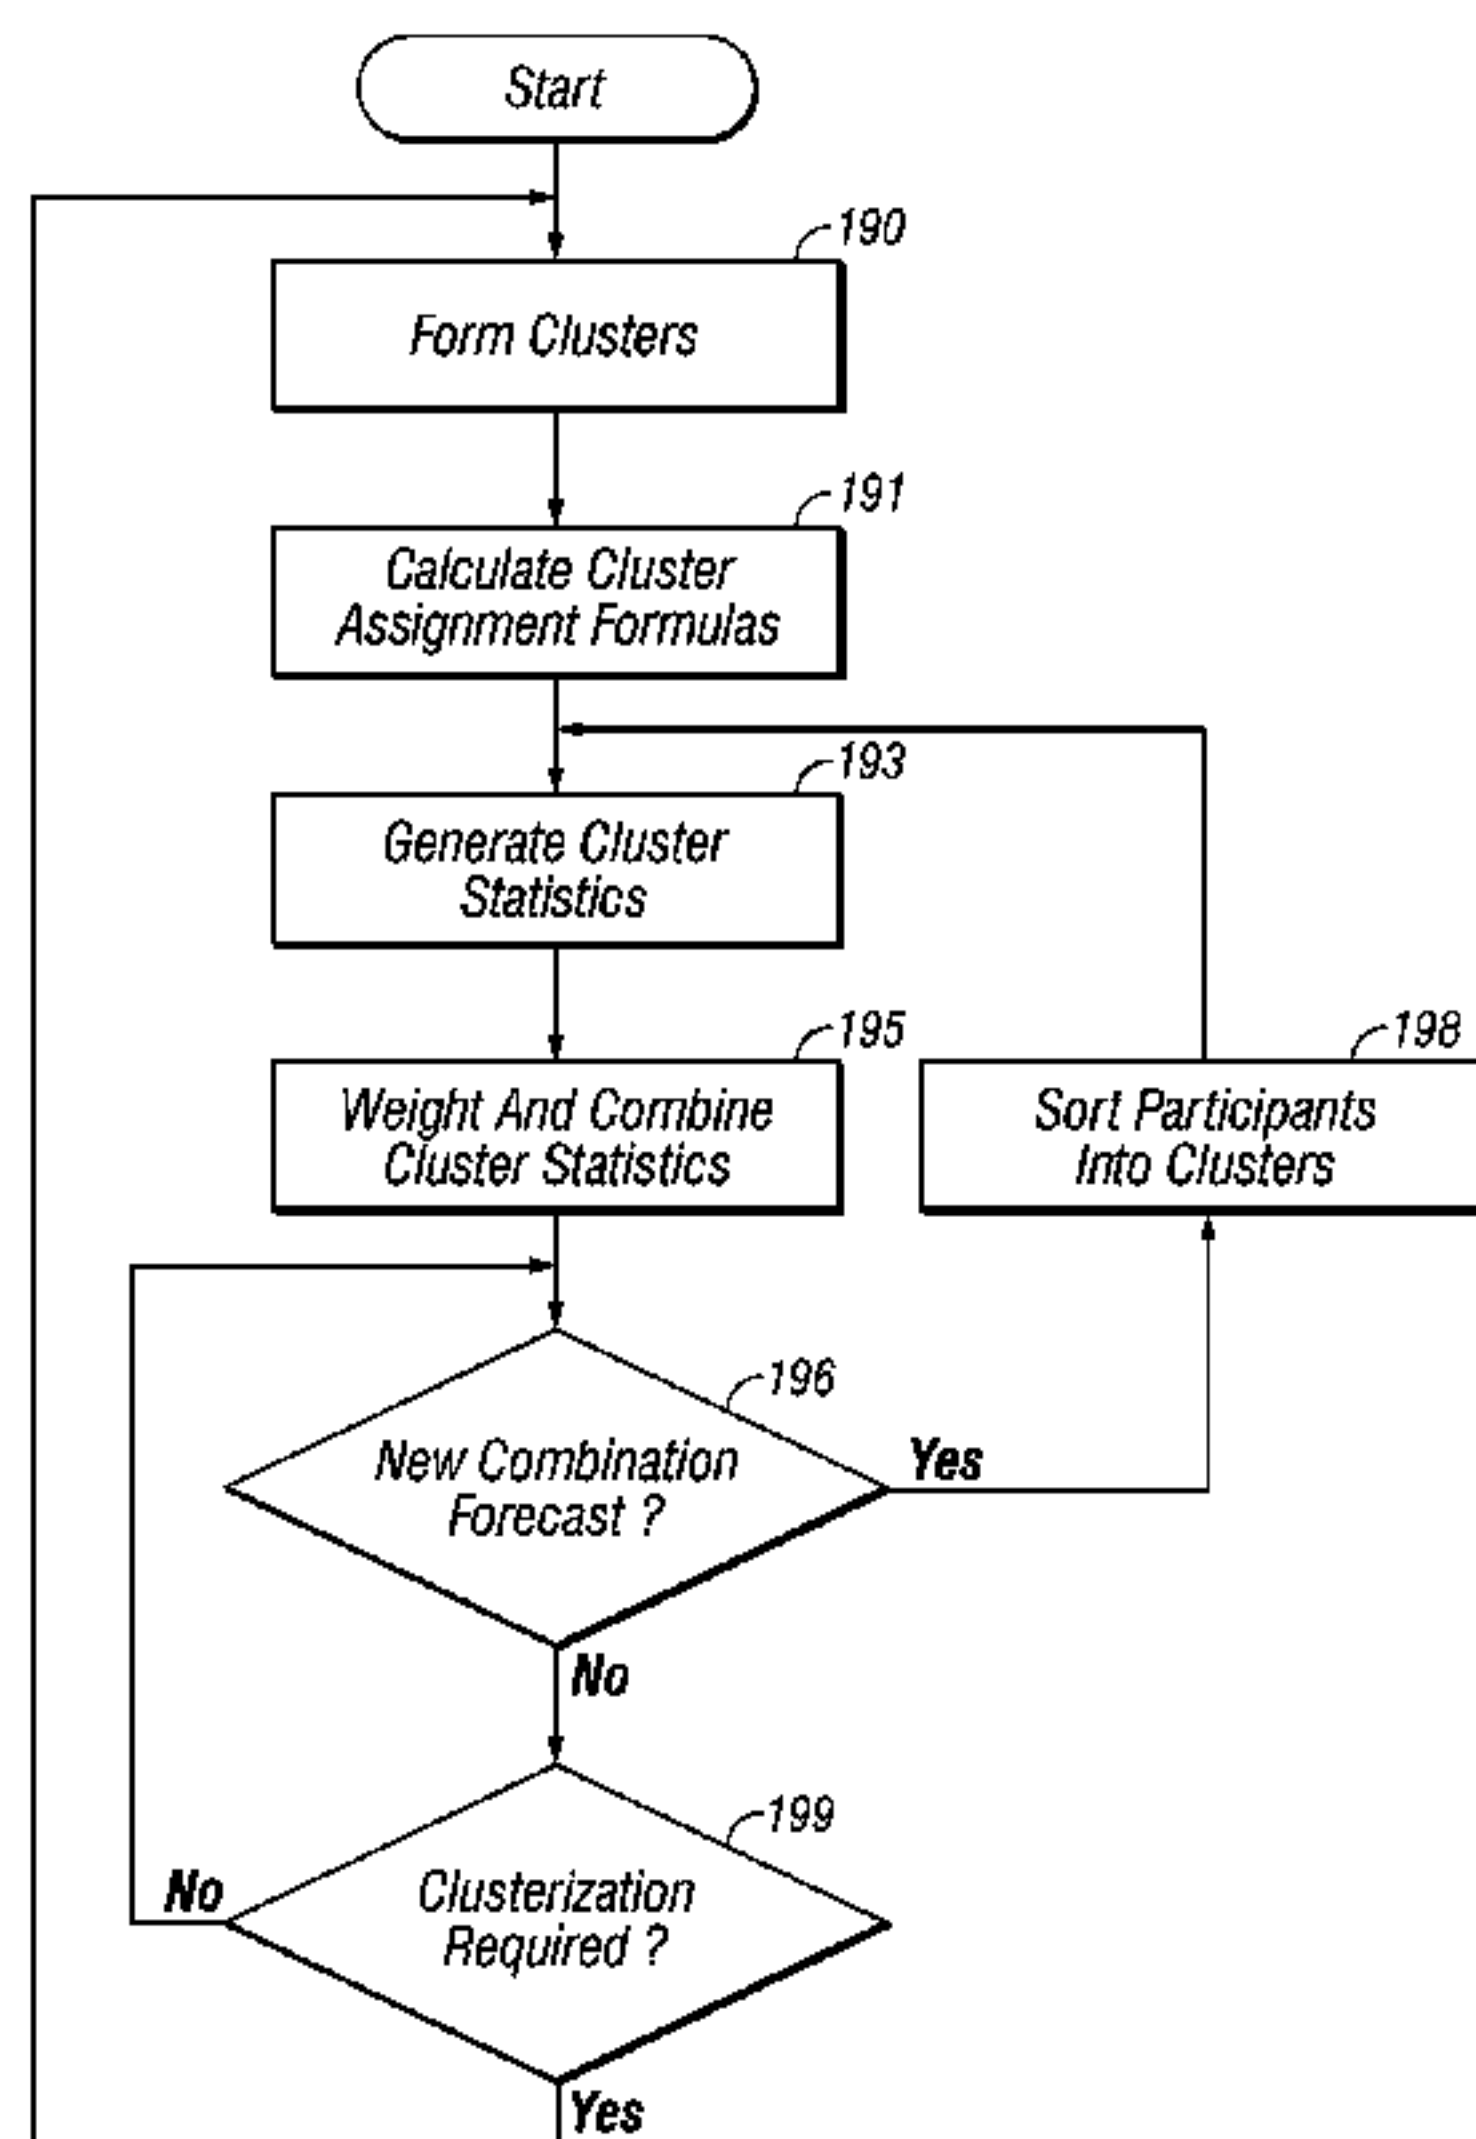 Start
190
Form Clusters
191
Calculate Cluster
Assignment Formulas
193
Generate Cluster
Statistics
195
Weight And Combine
Cluster Statistics
198
Sort Participants
Into Clusters
196
New Combination
Forecast ?
Yes
No
199
Clusterization
Required ?
No
Yes